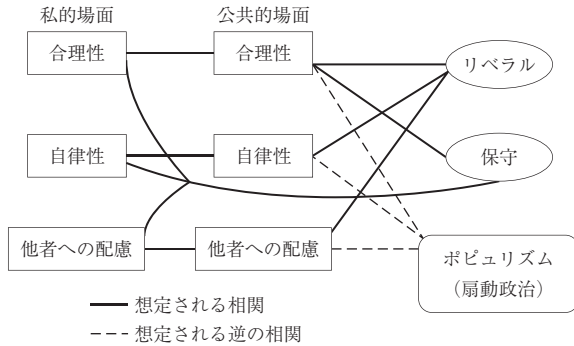 私的場面 公共的場面
合理性 合理性 リベラル
自律性 自律性 保守
他者への配慮 他者への配慮 ポピュリズム
（扇動政治）
想定される相関
想定される逆の相関